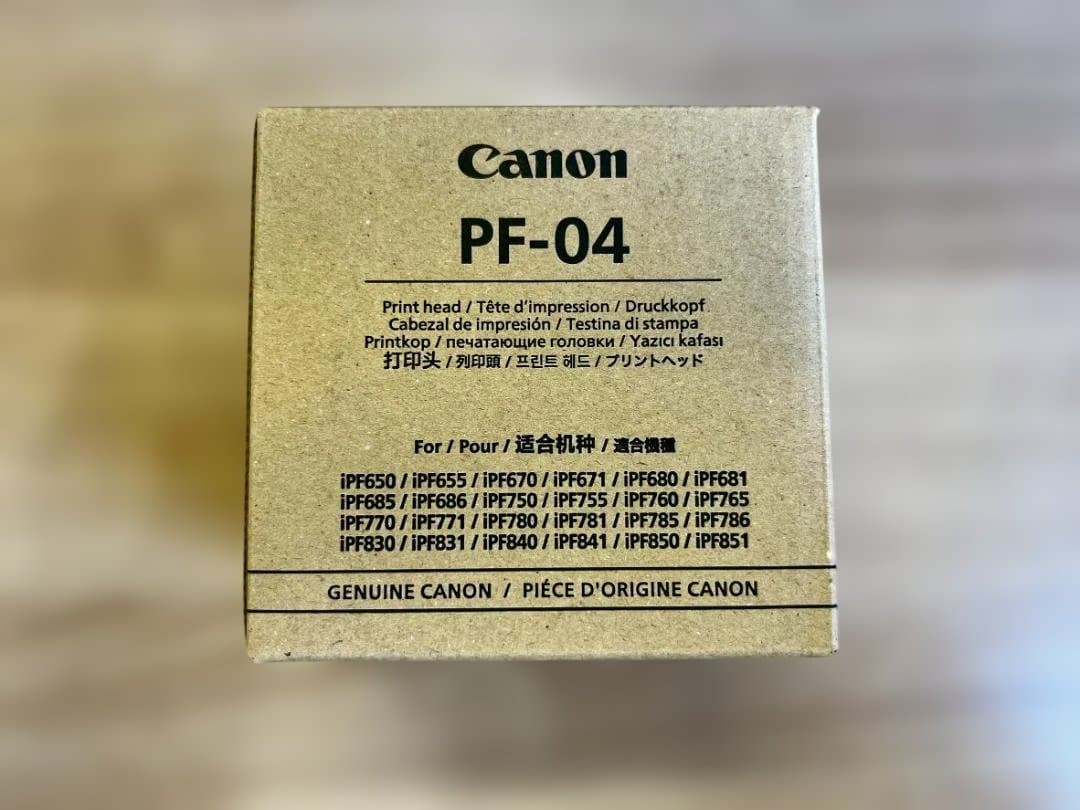 Canon
PF-04
Print head / Tête d'impression / Druckkopf
Cabezal de impresión / Testina di stampa
Printkop / печатающие головки / Yazıcı kafası
打印头 / 列印頭 / 프린트 헤드 / プリントヘッド
For / Pour / 适合机种 / 適合機種
iPF650 / iPF655 / iPF670 / iPF671 / iPF680 / iPF681
iPF685 / iPF686 / iPF750 / iPF755 / iPF760 / iPF765
iPF770 / iPF771 / iPF780 / iPF781 / iPF785 / iPF786
iPF830 / iPF831 / iPF840 / iPF841 / iPF850 / iPF851
GENUINE CANON / PIÉCE D'ORIGINE CANON